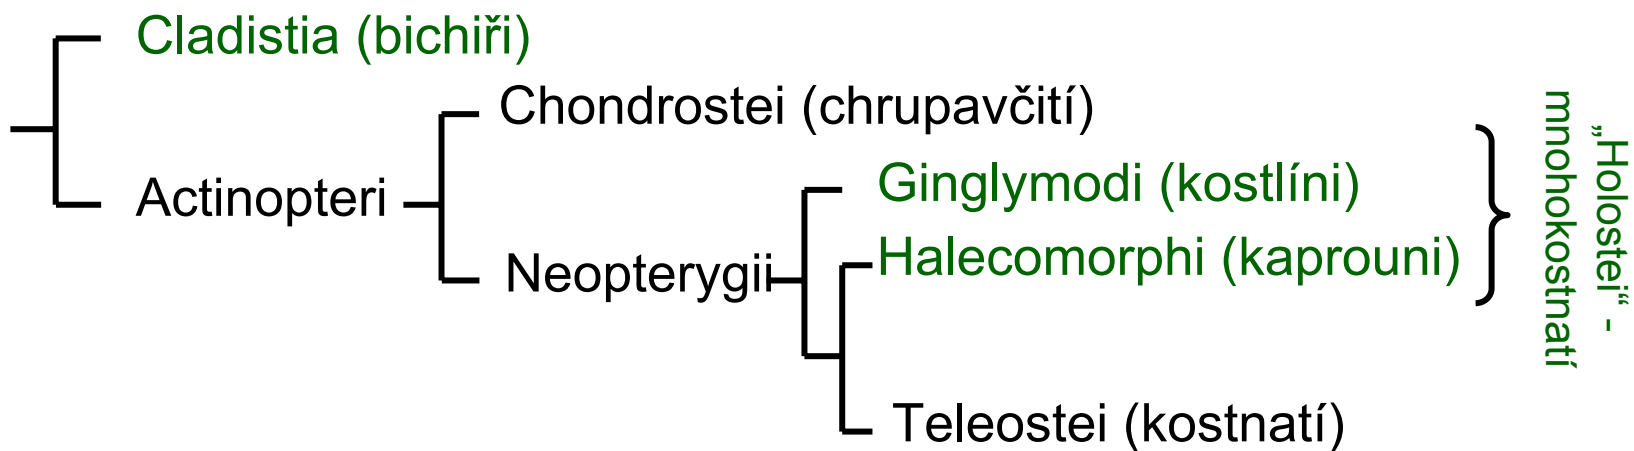 Cladistia (bichiři)
Chondrostei (chrupavčití)
Actinopteri
Ginglymodi (kostlíni)
Halecomorphi (kaprouni)
Neopterygii
Teleostei (kostnatí)
„Holostei“ -
mnohokostnatí